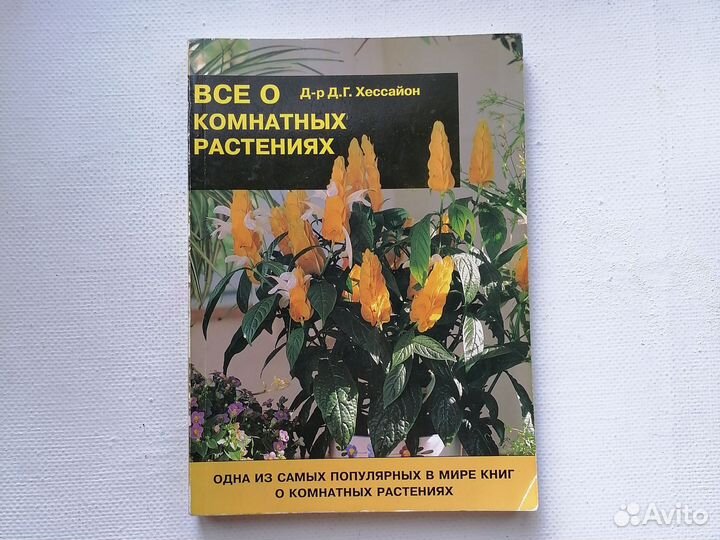 ВСЕ О
Д-р Д.Г. Хессайон
КОМНАТНЫХ
РАСТЕНИЯХ
ОДНА ИЗ САМЫХ ПОПУЛЯРНЫХ В МИРЕ КНИГ
О КОМНАТНЫХ РАСТЕНИЯХ
Avito